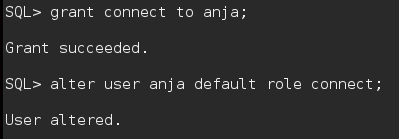 SQL> grant connect to anja;
Grant succeeded.
SQL> alter user anja default role connect;
User altered.